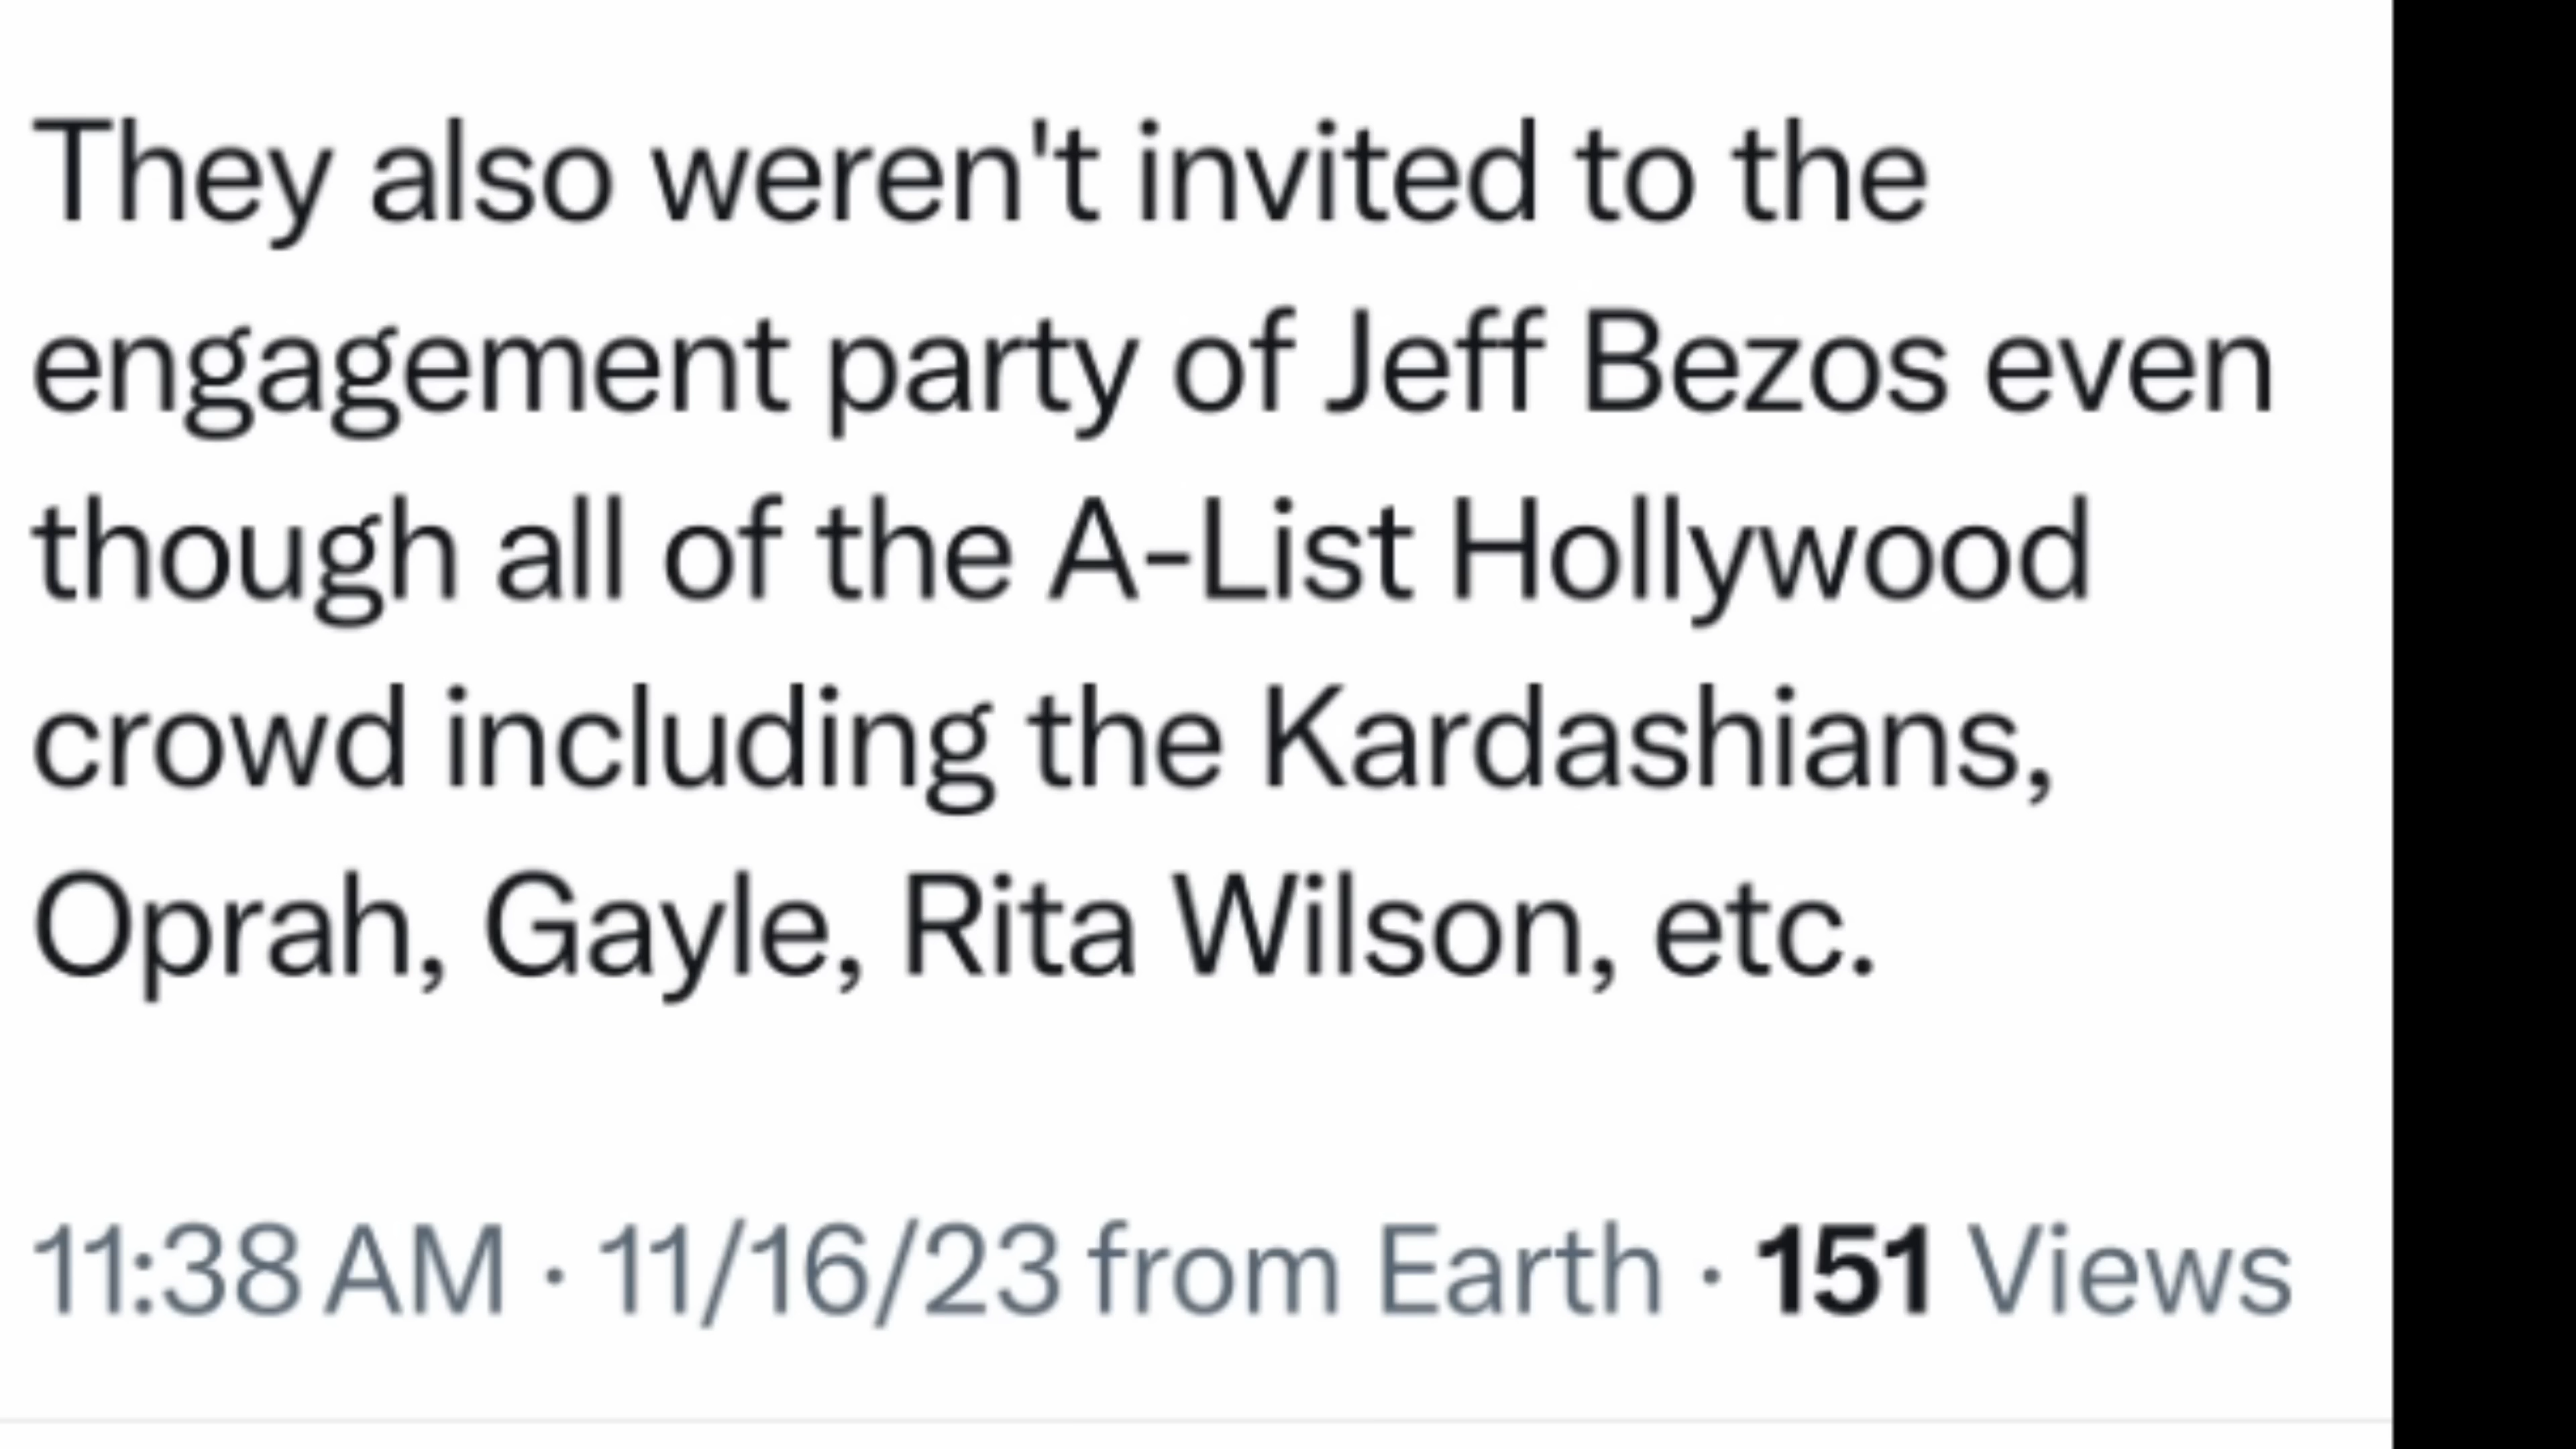 They also weren't invited to the
engagement party of Jeff Bezos even
though all of the A-List Hollywood
crowd including the Kardashians,
Oprah, Gayle, Rita Wilson, etc.
11:38 AM · 11/16/23 from Earth · 151 Views